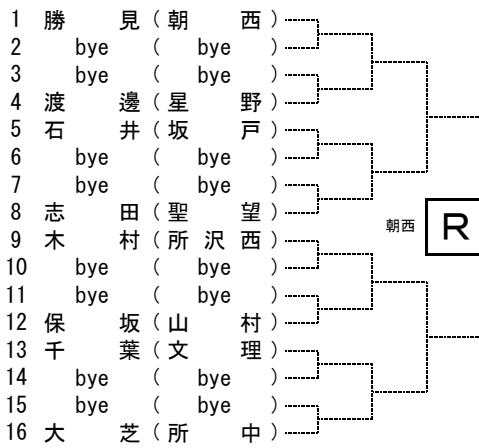 1 勝 見 ( 朝 西 )
2 bye ( bye )
3 bye ( bye )
4 渡 邊 ( 星 野 )
5 石 井 ( 坂 戸 )
6 bye ( bye )
7 bye ( bye )
8 志 田 ( 聖 望 )
9 木 村 ( 所 沢 西 )
10 bye ( bye )
11 bye ( bye )
12 保 坂 ( 山 村 )
13 千 葉 ( 文 理 )
14 bye ( bye )
15 bye ( bye )
16 大 芝 ( 所 中 )
朝西 R